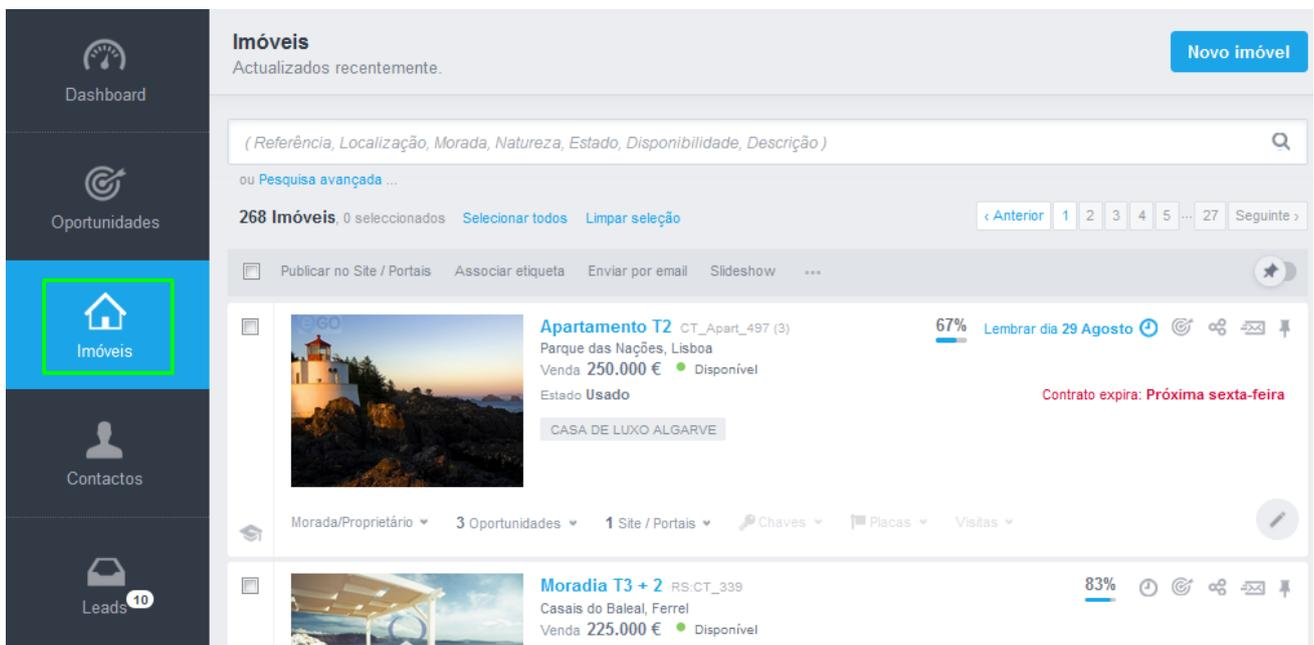 Imóveis
Actualizados recentemente.
Novo imóvel
Dashboard
( Referência, Localização, Morada, Natureza, Estado, Disponibilidade, Descrição )
ou Pesquisa avançada ...
Oportunidades
268 Imóveis, 0 seleccionados Selecionar todos Limpar seleção
‹ Anterior 1 2 3 4 5 ... 27 Seguinte ›
Publicar no Site / Portais Associar etiqueta Enviar por email Slideshow ...
Imóveis
eGO
Apartamento T2 CT_Apart_497 (3)
67% Lembrar dia 29 Agosto
Parque das Nações, Lisboa
Venda 250.000 € Disponível
Estado Usado
Contrato expira: Próxima sexta-feira
CASA DE LUXO ALGARVE
Contactos
Morada/Proprietário 3 Oportunidades 1 Site / Portais Chaves Placas Visitas
Leads 10
Moradia T3 + 2 RS:CT_339
83%
Casais do Baleal, Ferrel
Venda 225.000 € Disponível